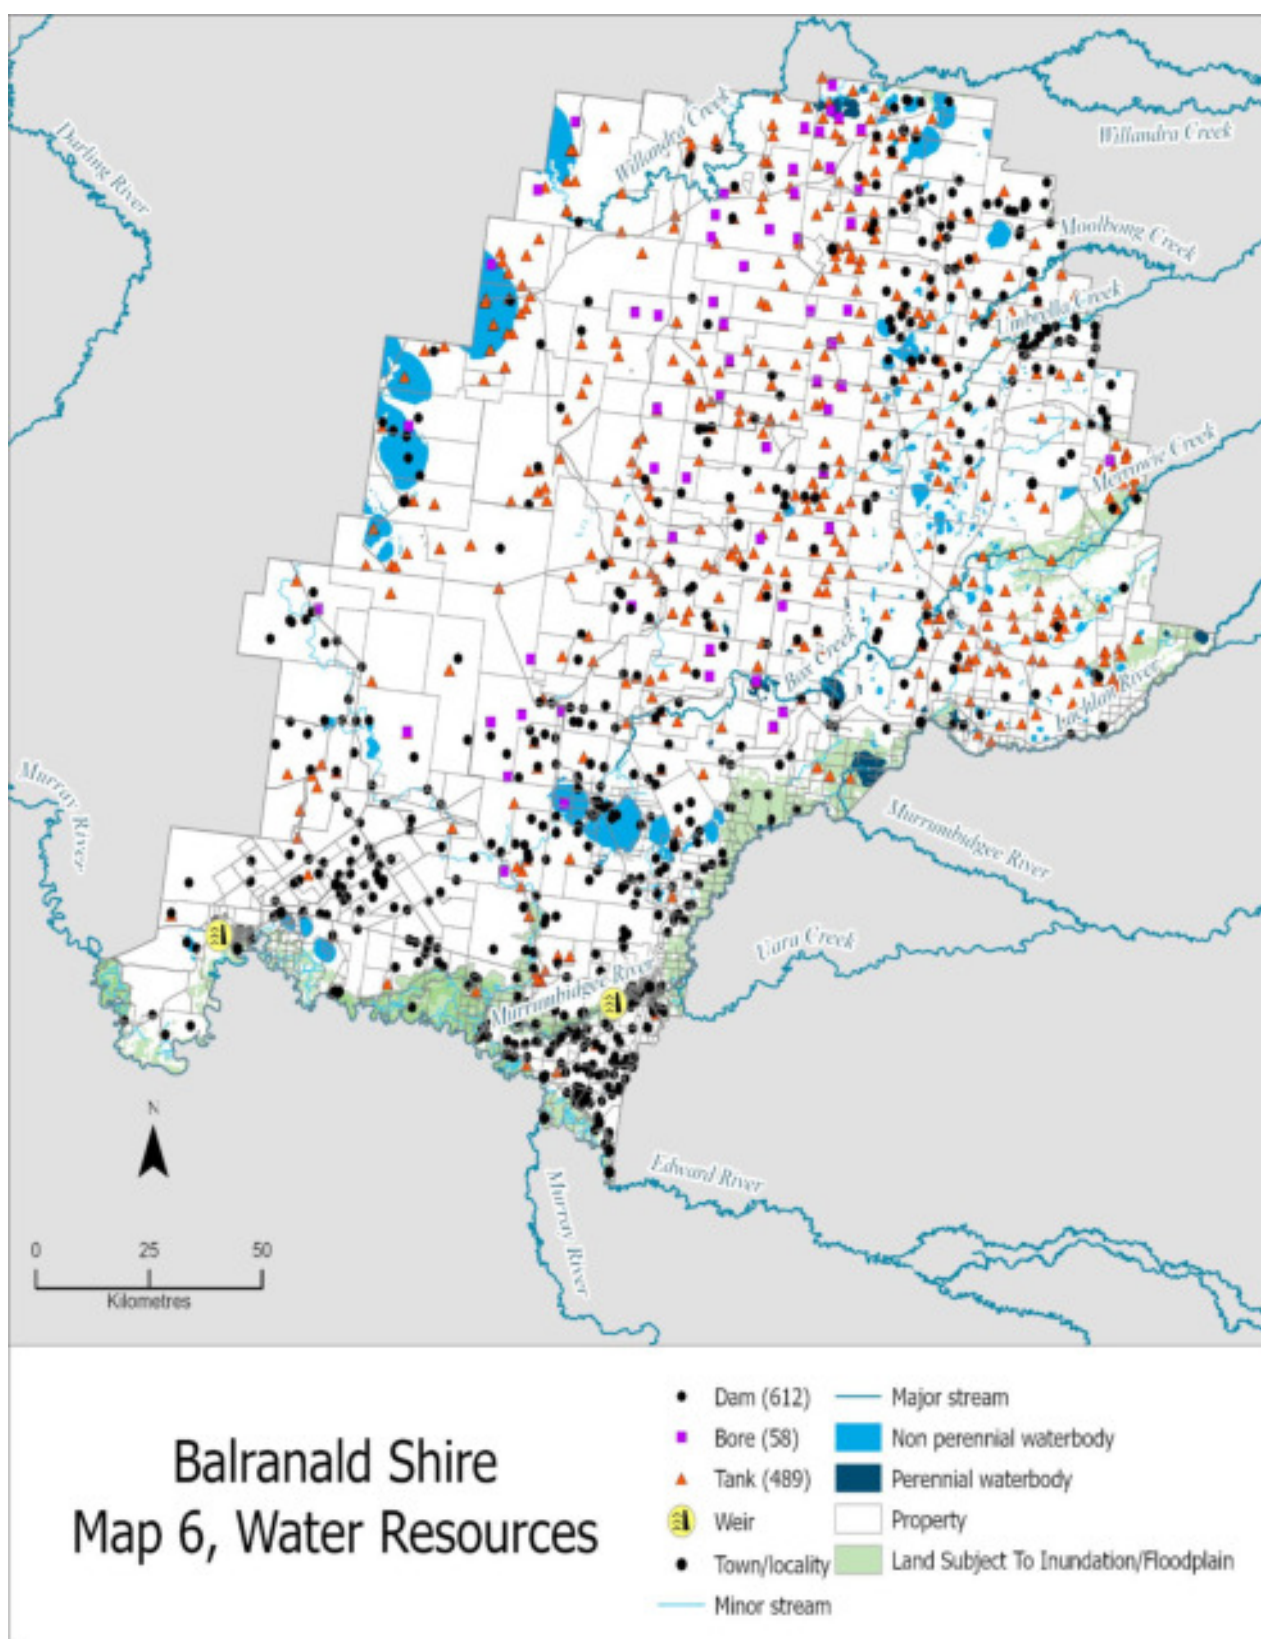 Willandra Creek
Willandra Creek
Darling River
Moolbong Creek
Umbrella Creek
Merrowie Creek
Box Creek
Lachlan River
Murray River
Murrumbidgee River
Uara Creek
Murrumbidgee River
N
Edward River
Murray River
0 25 50
Kilometres
Balranald Shire
Map 6, Water Resources
Dam (612)
Bore (58)
Tank (489)
Weir
Town/locality
Minor stream
Major stream
Non perennial waterbody
Perennial waterbody
Property
Land Subject To Inundation/Floodplain